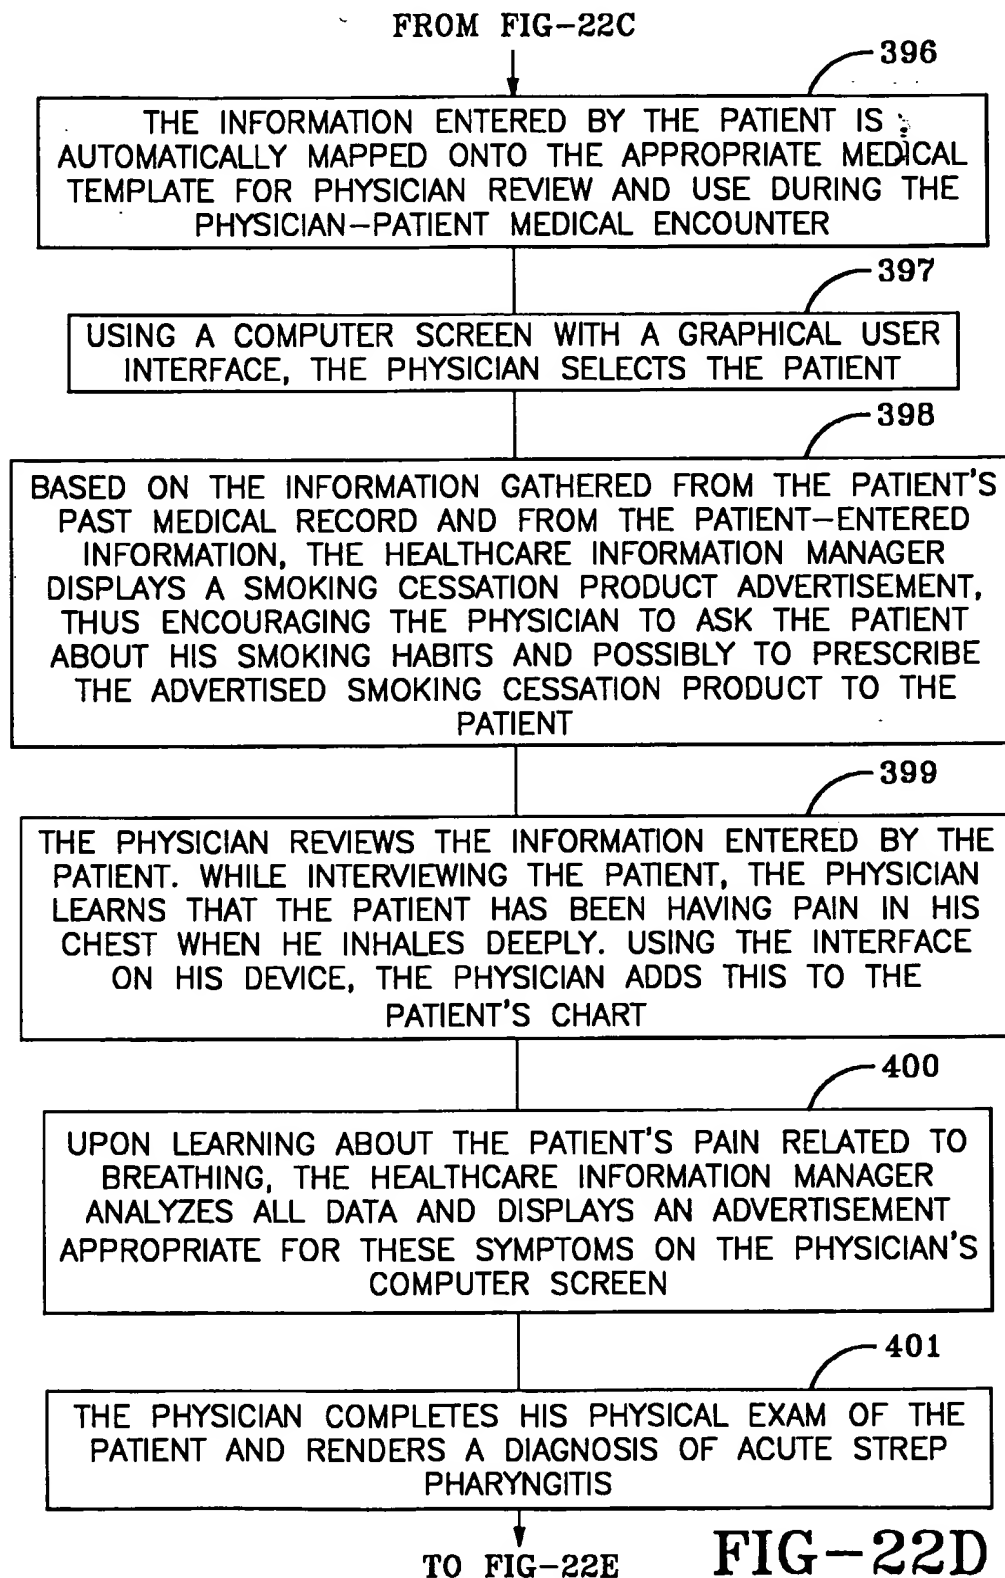 FROM FIG-22C
396
THE INFORMATION ENTERED BY THE PATIENT IS
AUTOMATICALLY MAPPED ONTO THE APPROPRIATE MEDICAL
TEMPLATE FOR PHYSICIAN REVIEW AND USE DURING THE
PHYSICIAN-PATIENT MEDICAL ENCOUNTER
397
USING A COMPUTER SCREEN WITH A GRAPHICAL USER
INTERFACE, THE PHYSICIAN SELECTS THE PATIENT
398
BASED ON THE INFORMATION GATHERED FROM THE PATIENT'S
PAST MEDICAL RECORD AND FROM THE PATIENT-ENTERED
INFORMATION, THE HEALTHCARE INFORMATION MANAGER
DISPLAYS A SMOKING CESSATION PRODUCT ADVERTISEMENT,
THUS ENCOURAGING THE PHYSICIAN TO ASK THE PATIENT
ABOUT HIS SMOKING HABITS AND POSSIBLY TO PRESCRIBE
THE ADVERTISED SMOKING CESSATION PRODUCT TO THE
PATIENT
399
THE PHYSICIAN REVIEWS THE INFORMATION ENTERED BY THE
PATIENT. WHILE INTERVIEWING THE PATIENT, THE PHYSICIAN
LEARNS THAT THE PATIENT HAS BEEN HAVING PAIN IN HIS
CHEST WHEN HE INHALES DEEPLY. USING THE INTERFACE
ON HIS DEVICE, THE PHYSICIAN ADDS THIS TO THE
PATIENT'S CHART
400
UPON LEARNING ABOUT THE PATIENT'S PAIN RELATED TO
BREATHING, THE HEALTHCARE INFORMATION MANAGER
ANALYZES ALL DATA AND DISPLAYS AN ADVERTISEMENT
APPROPRIATE FOR THESE SYMPTOMS ON THE PHYSICIAN'S
COMPUTER SCREEN
401
THE PHYSICIAN COMPLETES HIS PHYSICAL EXAM OF THE
PATIENT AND RENDERS A DIAGNOSIS OF ACUTE STREP
PHARYNGITIS
TO FIG-22E
FIG-22D